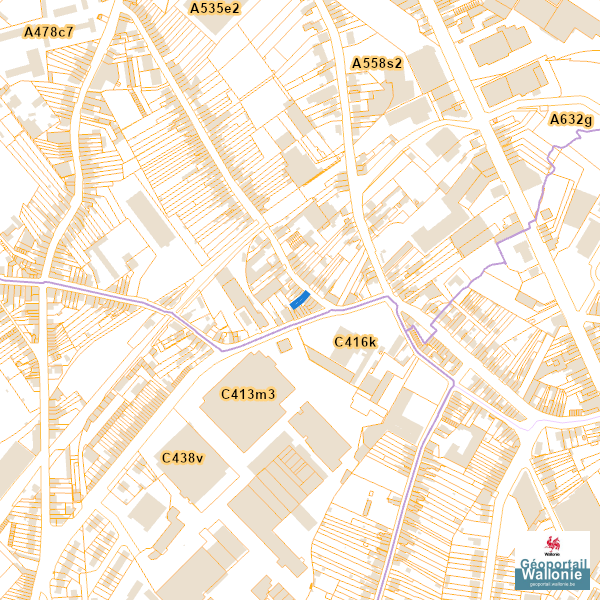 A535e2
A478c7
A558s2
A632g
C416k
C413m3
C438v
Wallonie
Géoportail
Wallonie
geoportail.wallonie.be